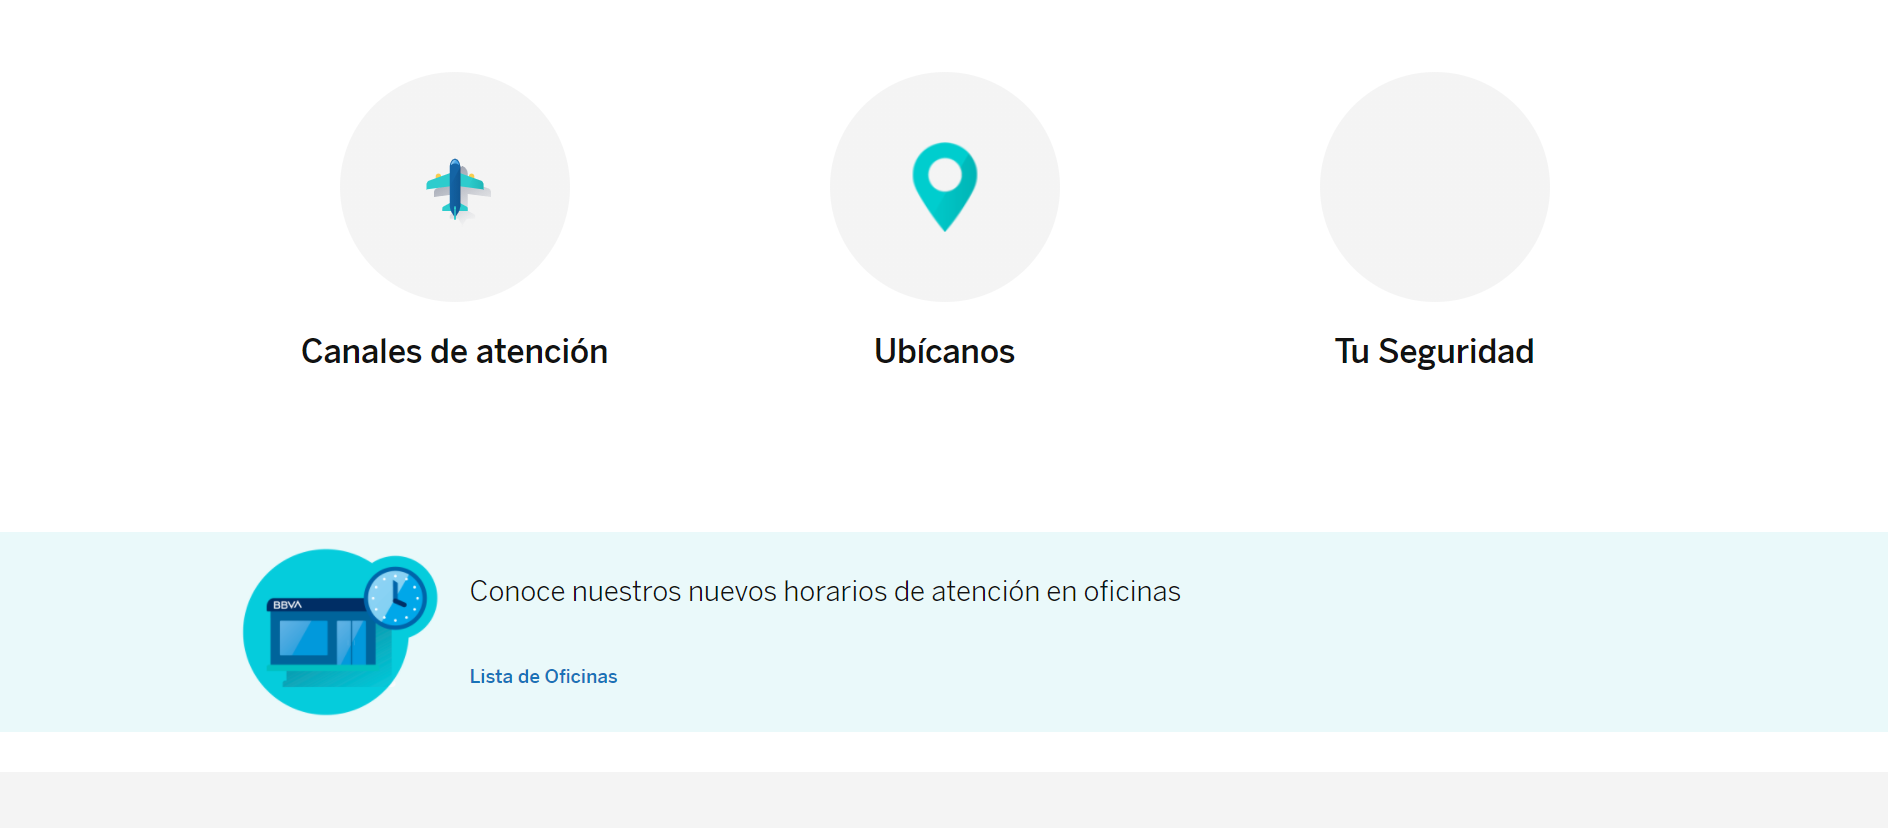 Canales de atención
Ubícanos
Tu Seguridad
BBVA
Conoce nuestros nuevos horarios de atención en oficinas
Lista de Oficinas